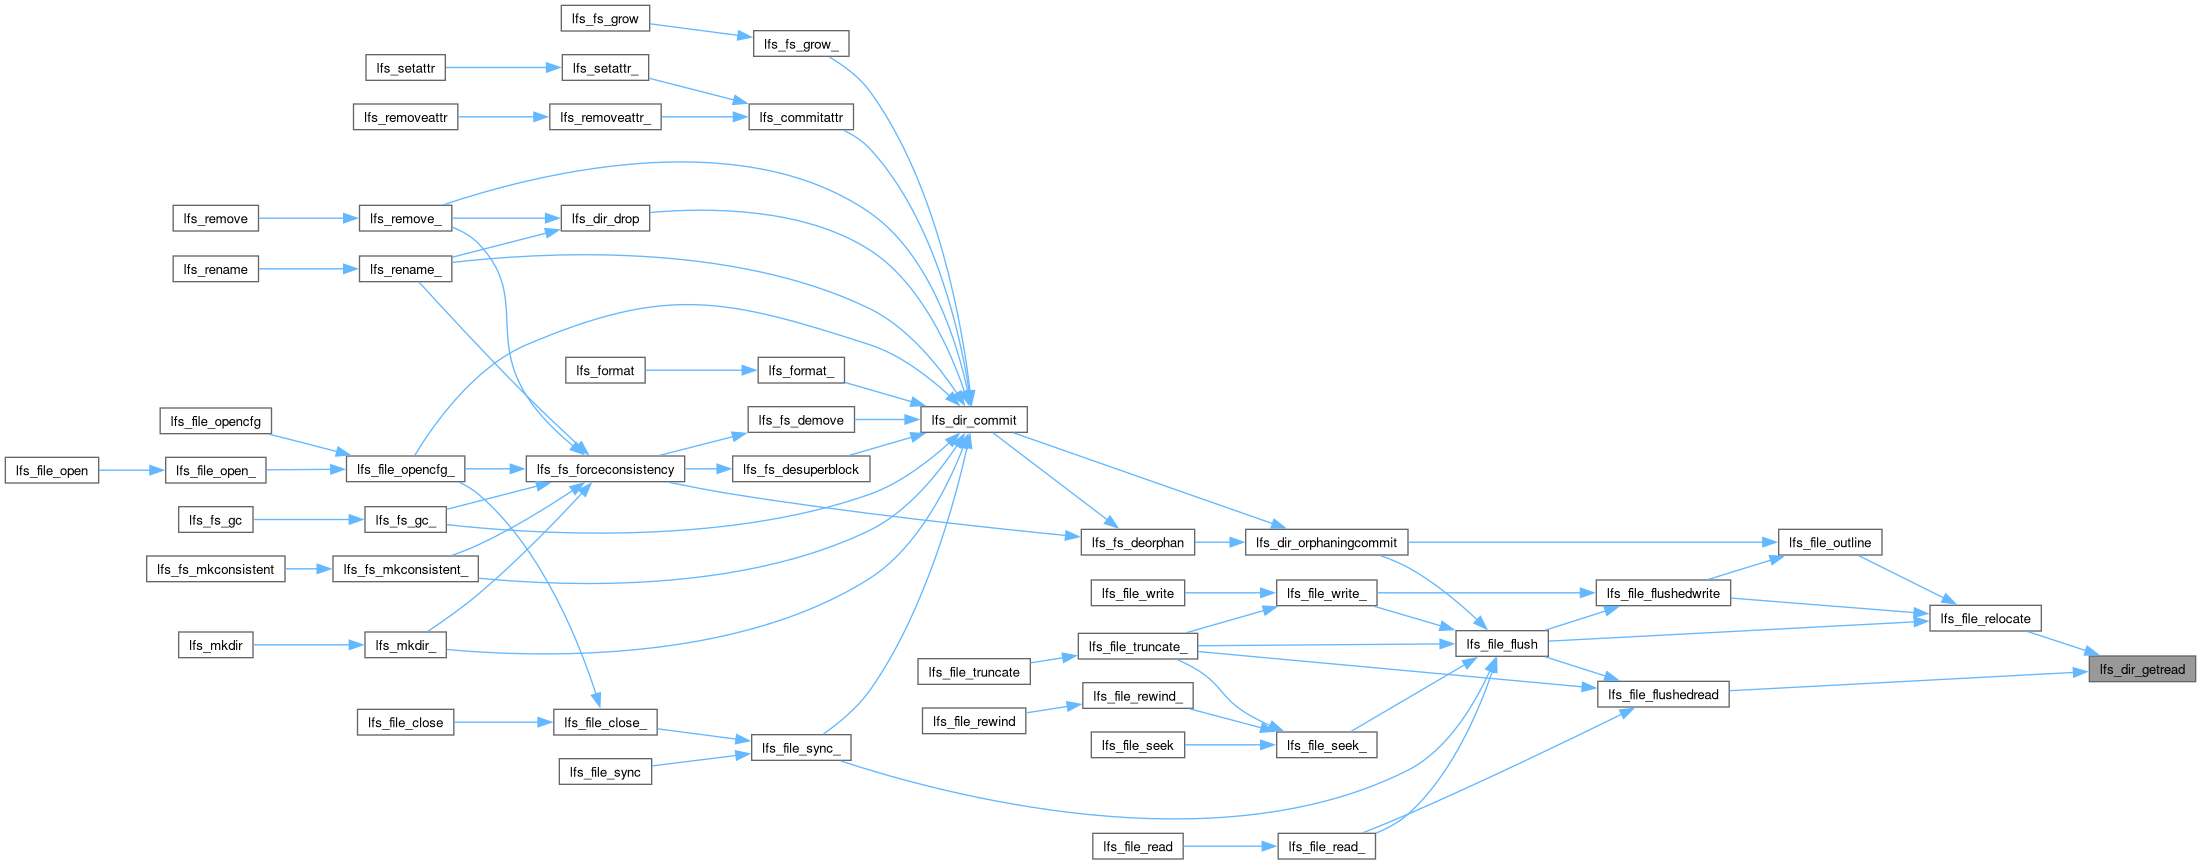 lfs_fs_grow
lfs_fs_grow_
lfs_setattr
lfs_setattr_
lfs_removeattr
lfs_removeattr_
lfs_commitattr
lfs_remove
lfs_remove_
lfs_dir_drop
lfs_rename
lfs_rename_
lfs_format
lfs_format_
lfs_file_opencfg
lfs_fs_demove
lfs_dir_commit
lfs_file_open
lfs_file_open_
lfs_file_opencfg_
lfs_fs_forceconsistency
lfs_fs_desuperblock
lfs_fs_gc
lfs_fs_gc_
lfs_fs_deorphan
lfs_dir_orphaningcommit
lfs_file_outline
lfs_fs_mkconsistent
lfs_fs_mkconsistent_
lfs_file_write
lfs_file_write_
lfs_file_flushedwrite
lfs_file_relocate
lfs_mkdir
lfs_mkdir_
lfs_file_truncate_
lfs_file_flush
lfs_file_truncate
lfs_dir_getread
lfs_file_rewind_
lfs_file_flushedread
lfs_file_close
lfs_file_close_
lfs_file_rewind
lfs_file_sync_
lfs_file_seek
lfs_file_seek_
lfs_file_sync
lfs_file_read
lfs_file_read_